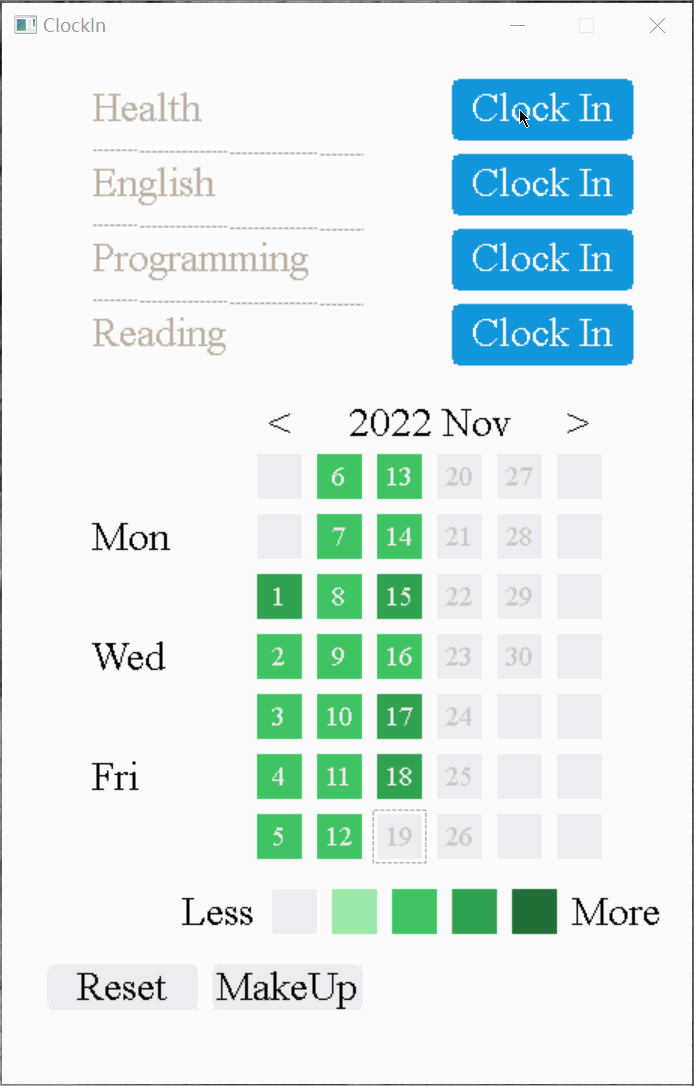 ClockIn
Health Clock In
English Clock In
Programming Clock In
Reading Clock In
< 2022 Nov >
6 13 20 27
Mon 7 14 21 28
1 8 15 22 29
Wed 2 9 16 23 30
3 10 17 24
Fri 4 11 18 25
5 12 19 26
Less More
Reset MakeUp